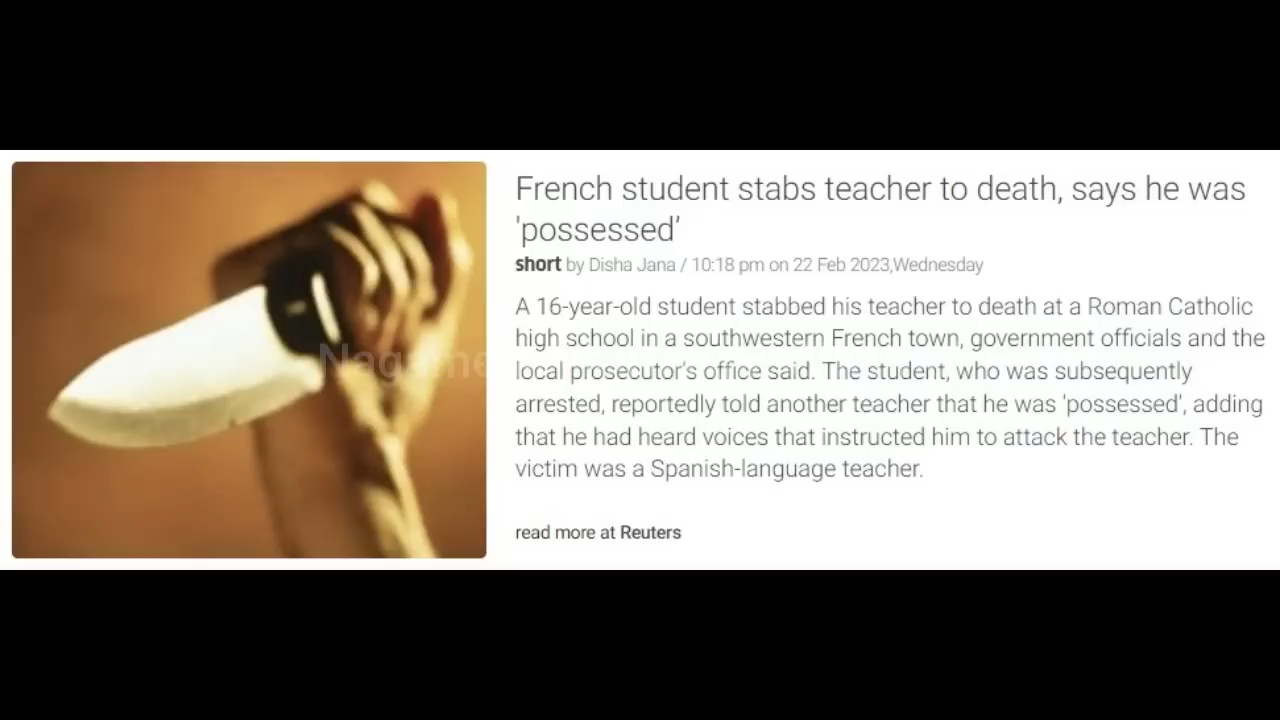 French student stabs teacher to death, says he was
'possessed'
short by Disha Jana / 10:18 pm on 22 Feb 2023,Wednesday
A 16-year-old student stabbed his teacher to death at a Roman Catholic
high school in a southwestern French town, government officials and the
local prosecutor's office said. The student, who was subsequently
arrested, reportedly told another teacher that he was 'possessed', adding
that he had heard voices that instructed him to attack the teacher. The
victim was a Spanish-language teacher.
read more at Reuters